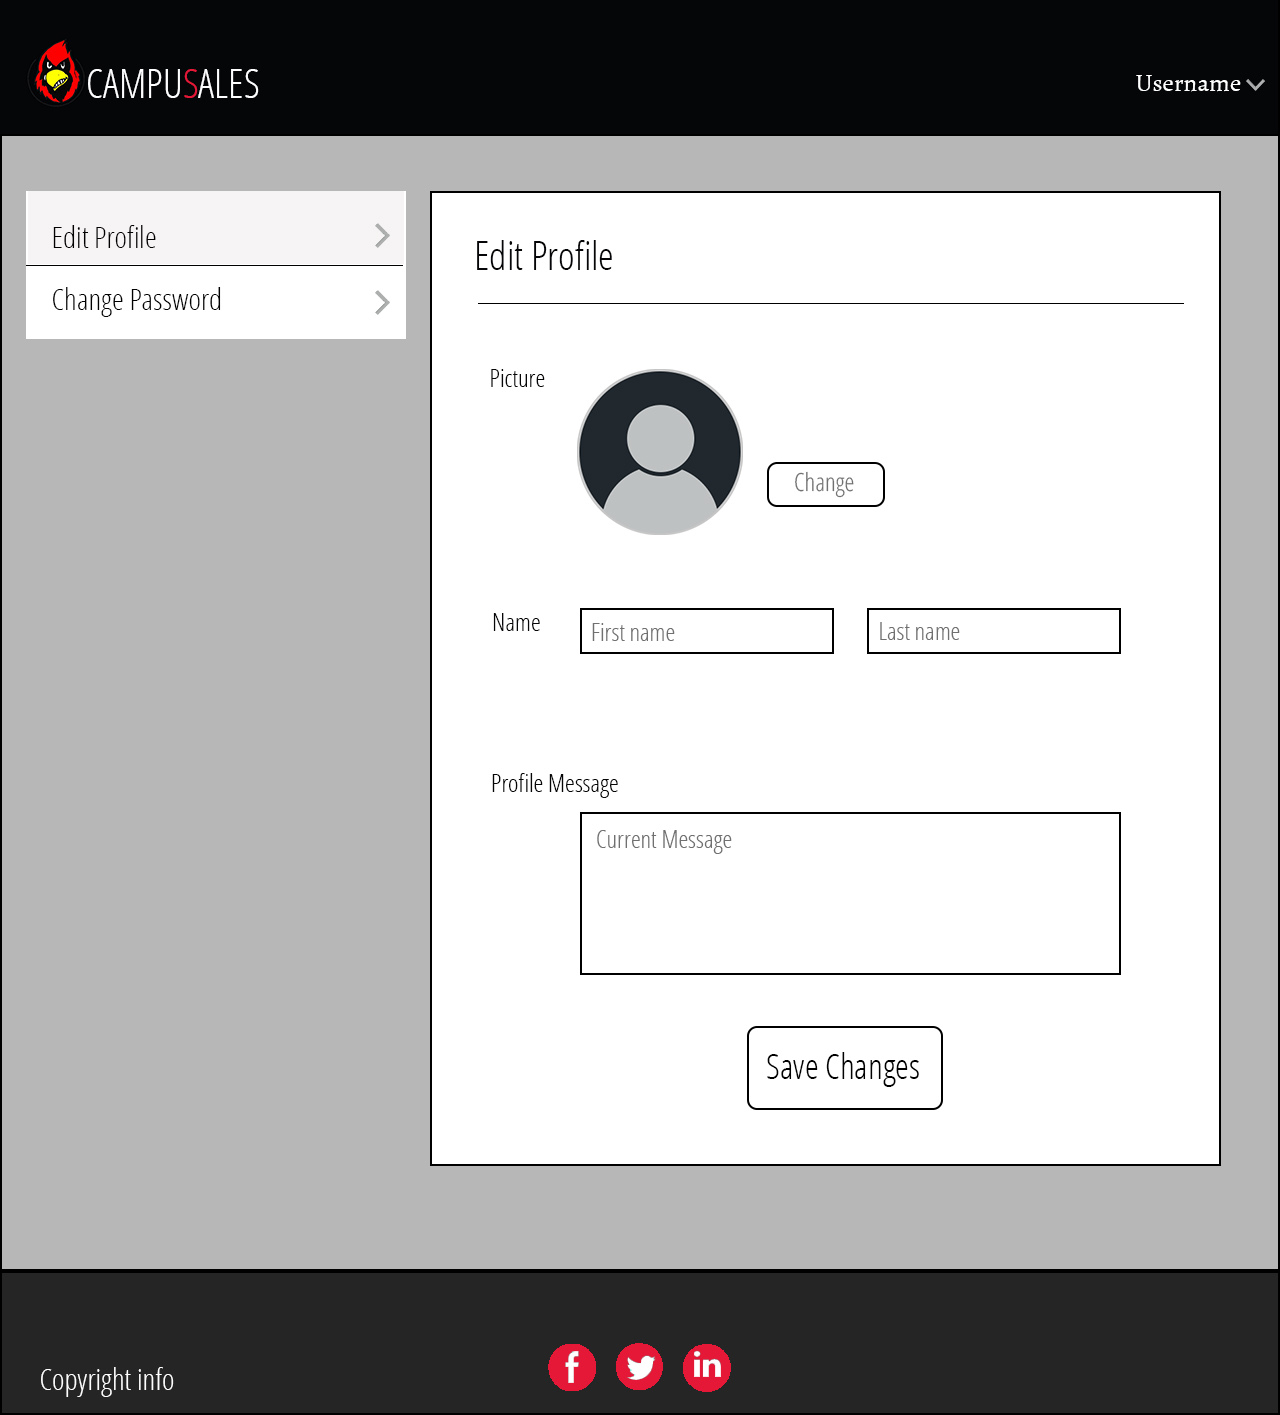 CAMPUSALES
Username
Edit Profile
Change Password
Edit Profile
Picture
Change
Name
First name
Last name
Profile Message
Current Message
Save Changes
Copyright info
f
in